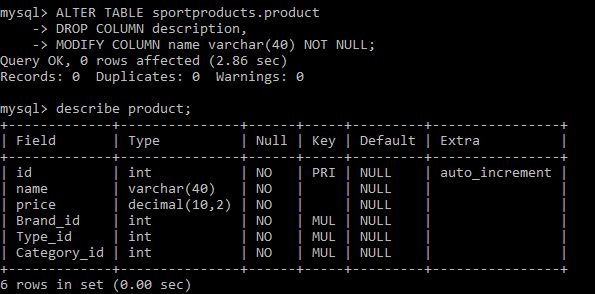 mysql> ALTER TABLE sportproducts.product
    -> DROP COLUMN description,
    -> MODIFY COLUMN name varchar(40) NOT NULL;
Query OK, 0 rows affected (2.86 sec)
Records: 0  Duplicates: 0  Warnings: 0

mysql> describe product;
+-------------+---------------+------+-----+---------+----------------+
| Field       | Type          | Null | Key | Default | Extra          |
+-------------+---------------+------+-----+---------+----------------+
| id          | int           | NO   | PRI | NULL    | auto_increment |
| name        | varchar(40)   | NO   |     | NULL    |                |
| price       | decimal(10,2) | NO   |     | NULL    |                |
| Brand_id    | int           | NO   | MUL | NULL    |                |
| Type_id     | int           | NO   | MUL | NULL    |                |
| Category_id | int           | NO   | MUL | NULL    |                |
+-------------+---------------+------+-----+---------+----------------+
6 rows in set (0.00 sec)